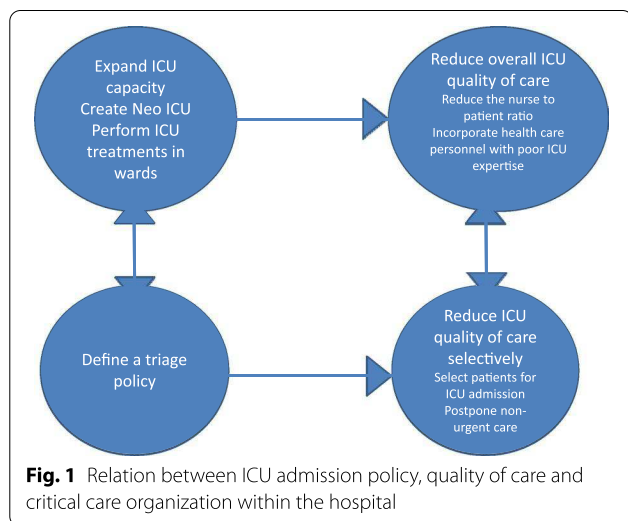 Expand ICU
capacity
Create Neo ICU
Perform ICU
treatments in
wards
Reduce overall ICU
quality of care
Reduce the nurse to
patient ratio
Incorporate health care
personnel with poor ICU
expertise
Define a triage
policy
Reduce ICU
quality of care
selectively
Select patients for
ICU admission
Postpone non-
urgent care
Fig. 1 Relation between ICU admission policy, quality of care and
critical care organization within the hospital